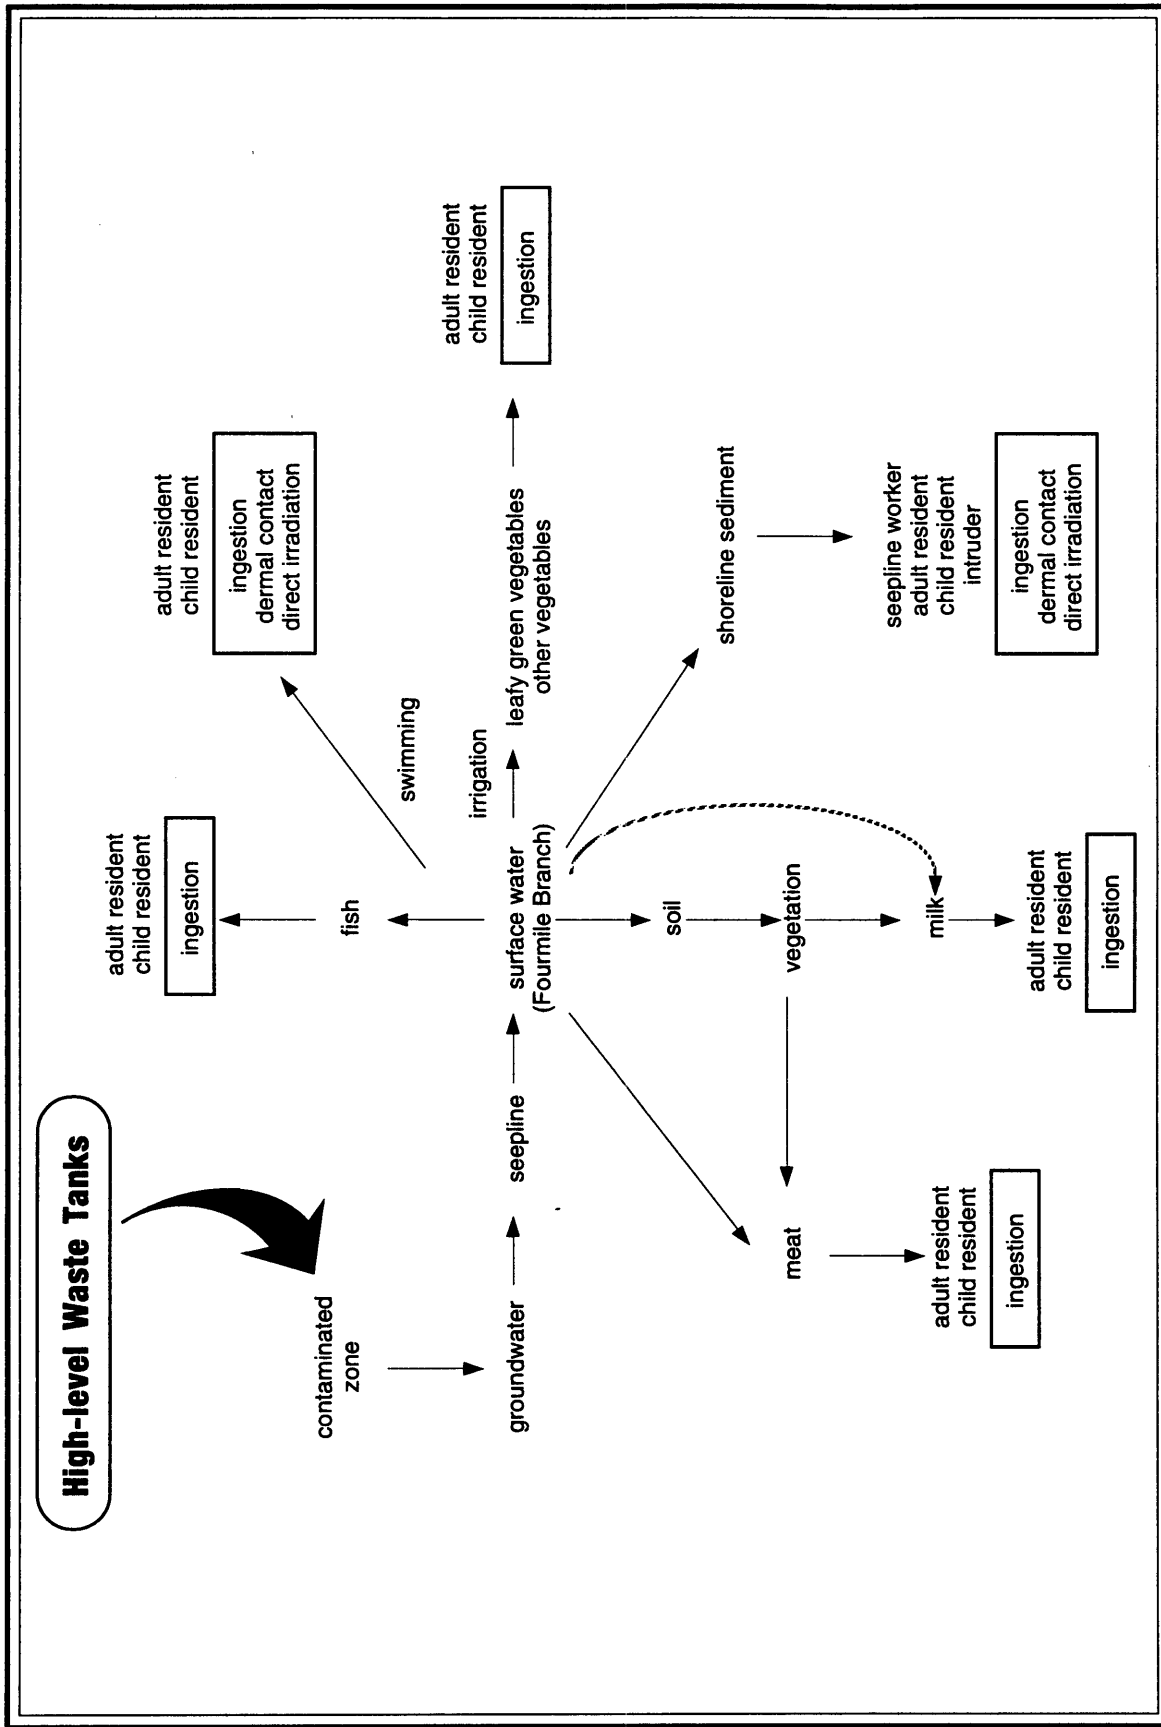 High-level Waste Tanks
contaminated
zone
groundwater
seepline
surface water
(Fourmile Branch)
fish
adult resident
child resident
ingestion
swimming
adult resident
child resident
ingestion
dermal contact
direct irradiation
irrigation
leafy green vegetables
other vegetables
adult resident
child resident
ingestion
shoreline sediment
seepline worker
adult resident
child resident
intruder
ingestion
dermal contact
direct irradiation
soil
vegetation
milk
adult resident
child resident
ingestion
meat
adult resident
child resident
ingestion